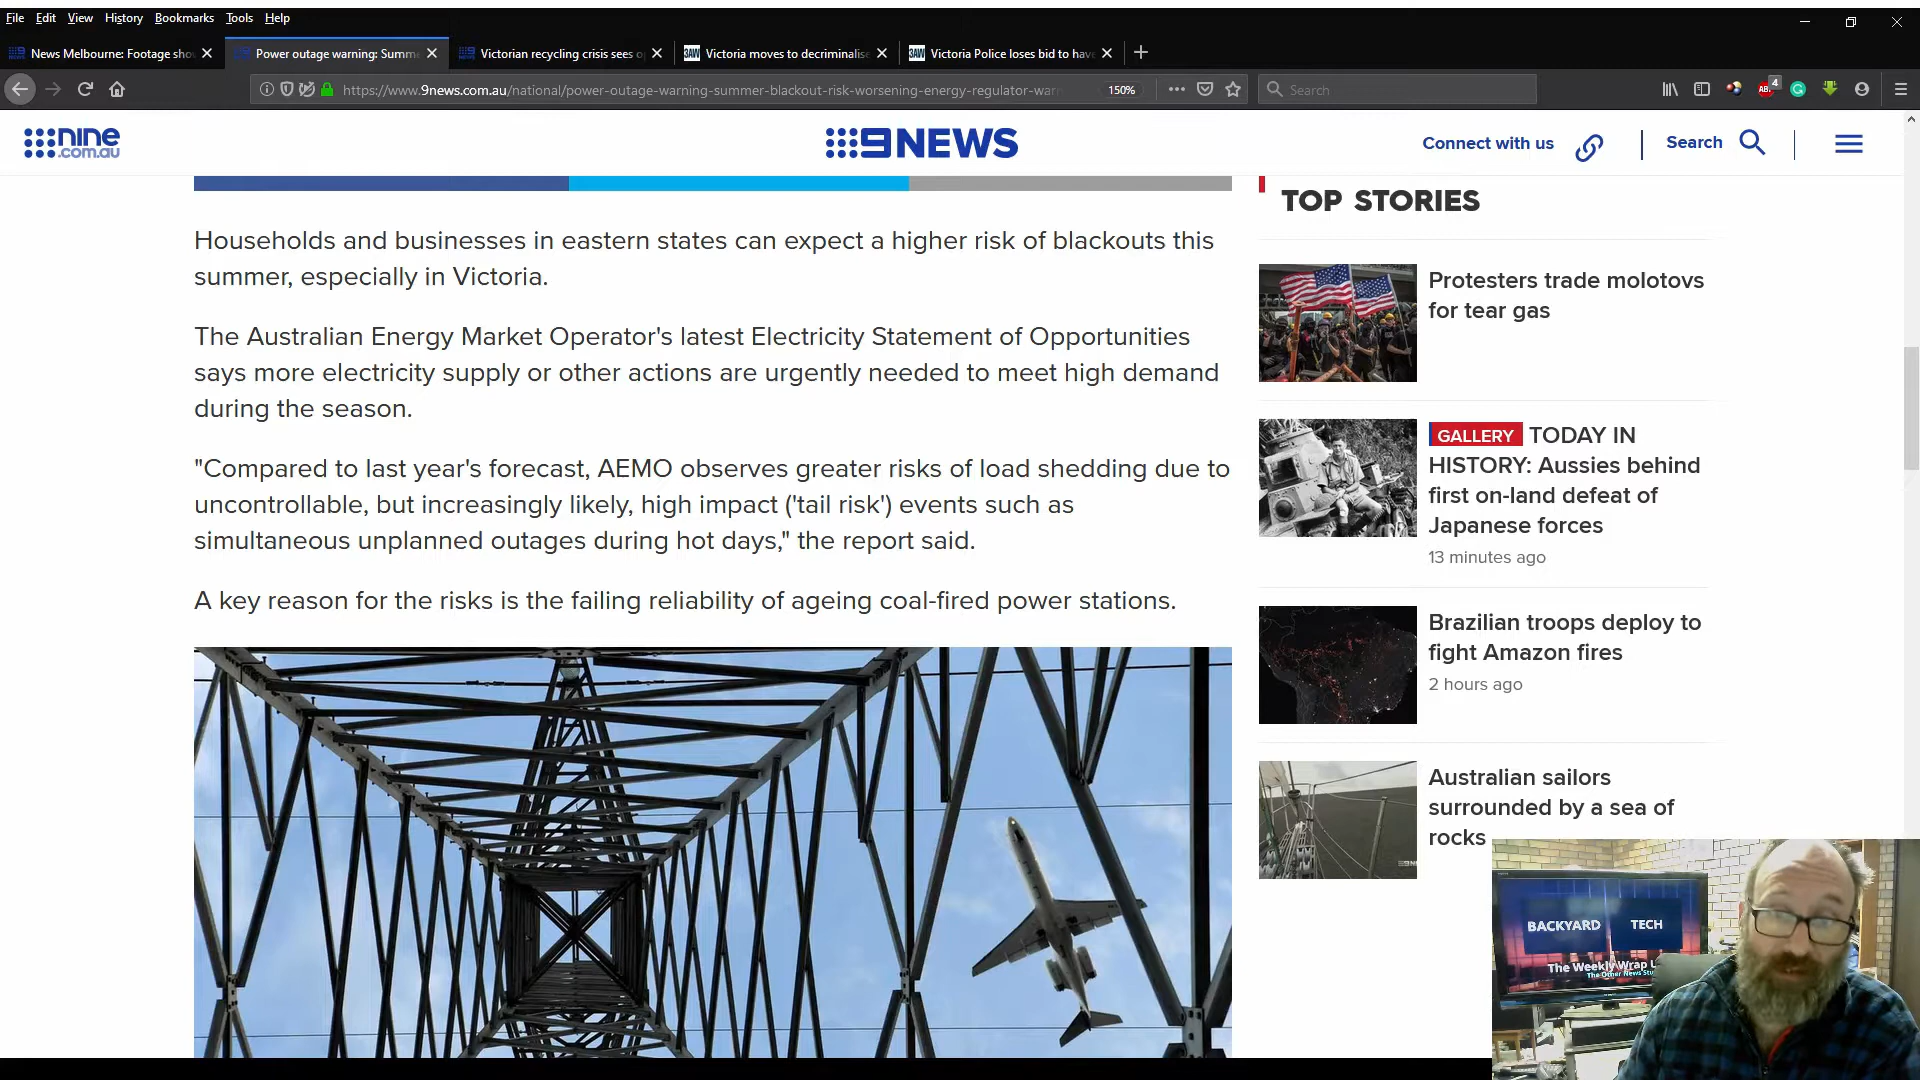 File Edit View History Bookmarks Tools Help
News Melbourne: Footage sho
Power outage warning: Summe
Victorian recycling crisis sees o
3AW Victoria moves to decriminalise
3AW Victoria Police loses bid to have
https://www.9news.com.au/national/power-outage-warning-summer-blackout-risk-worsening-energy-regulator-warn
150%
Search
ABP 4
nine
.com.au
9NEWS
Connect with us
Search
Households and businesses in eastern states can expect a higher risk of blackouts this
summer, especially in Victoria.
The Australian Energy Market Operator's latest Electricity Statement of Opportunities
says more electricity supply or other actions are urgently needed to meet high demand
during the season.
"Compared to last year's forecast, AEMO observes greater risks of load shedding due to
uncontrollable, but increasingly likely, high impact ('tail risk') events such as
simultaneous unplanned outages during hot days," the report said.
A key reason for the risks is the failing reliability of ageing coal-fired power stations.
TOP STORIES
Protesters trade molotovs
for tear gas
GALLERY TODAY IN
HISTORY: Aussies behind
first on-land defeat of
Japanese forces
13 minutes ago
Brazilian troops deploy to
fight Amazon fires
2 hours ago
Australian sailors
surrounded by a sea of
rocks
BACKYARD TECH
The Weekly Wrap U
The Other News Stu